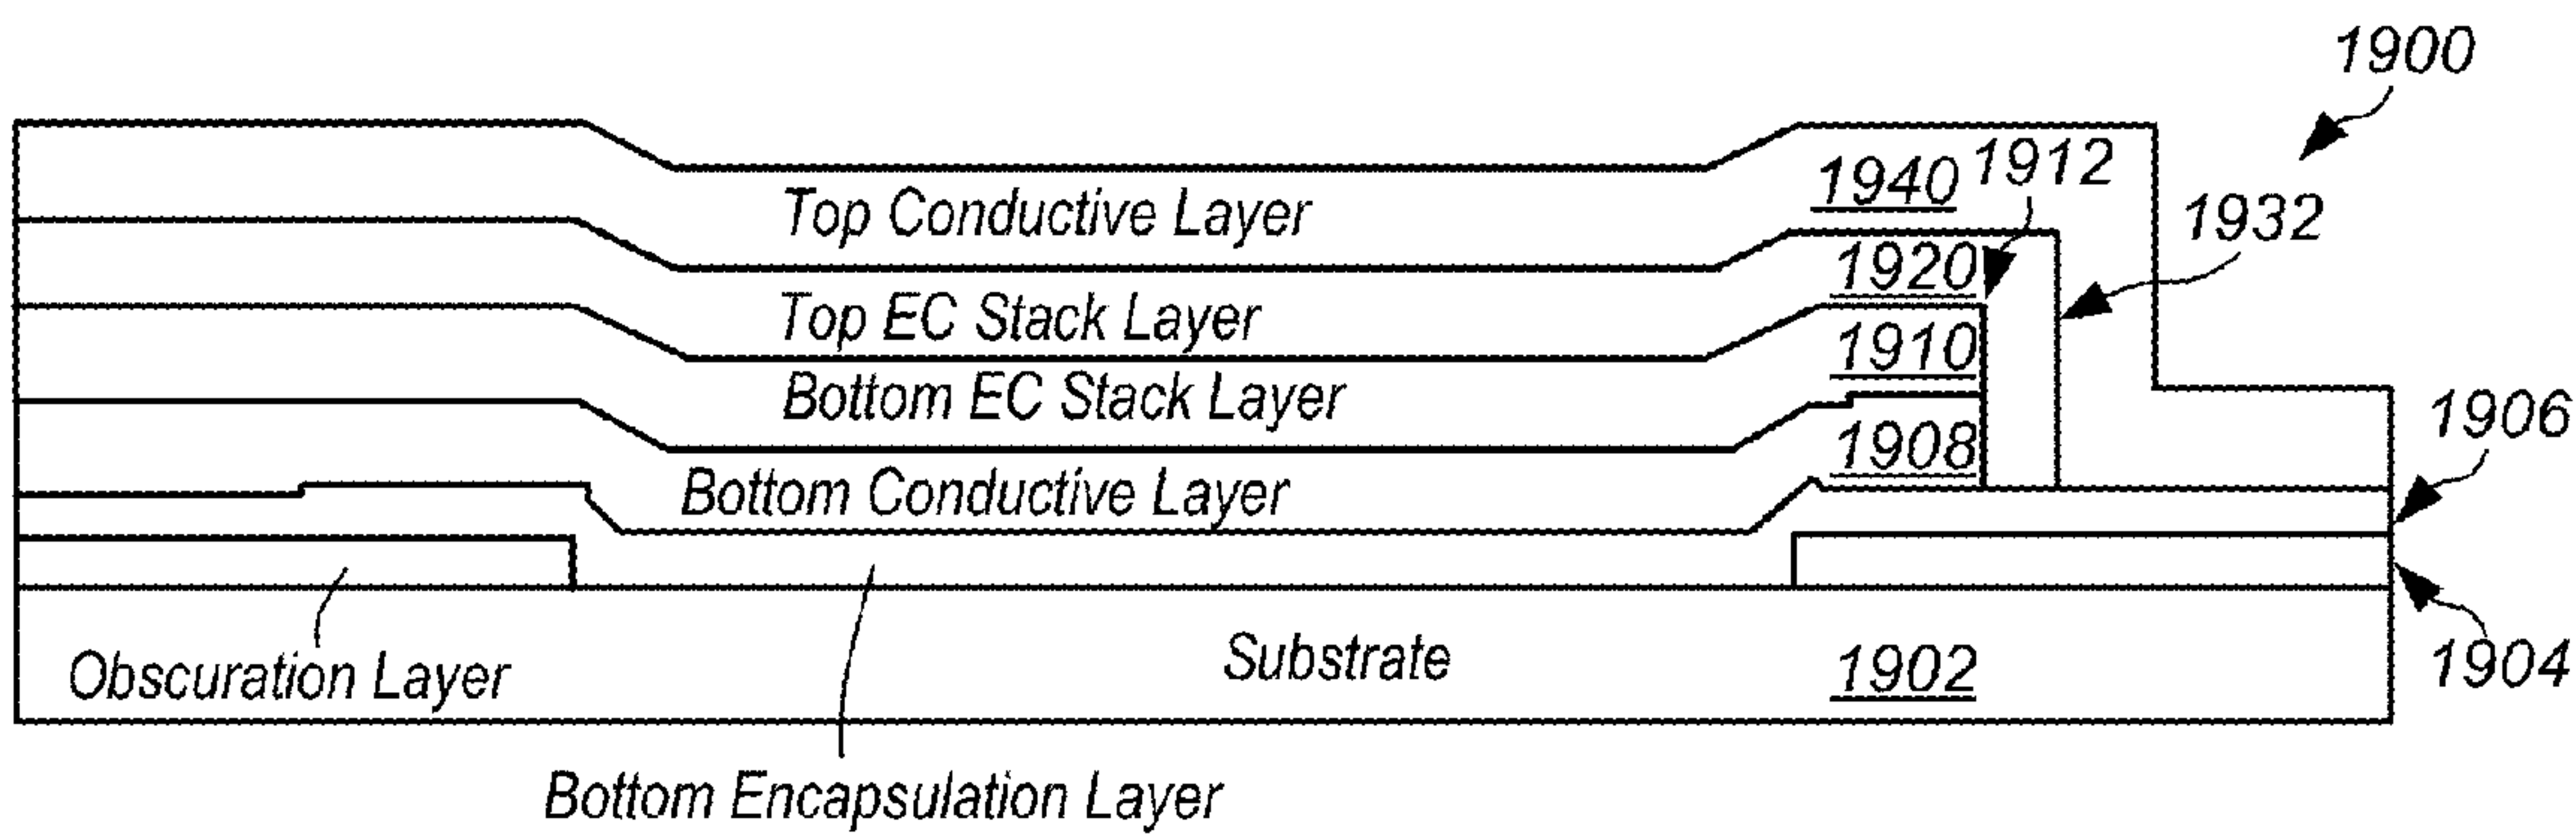 1900
1940
1912
Top Conductive Layer
1932
1920
Top EC Stack Layer
1910
Bottom EC Stack Layer
1906
1908
Bottom Conductive Layer
Obscuration Layer
Substrate
1902
1904
Bottom Encapsulation Layer